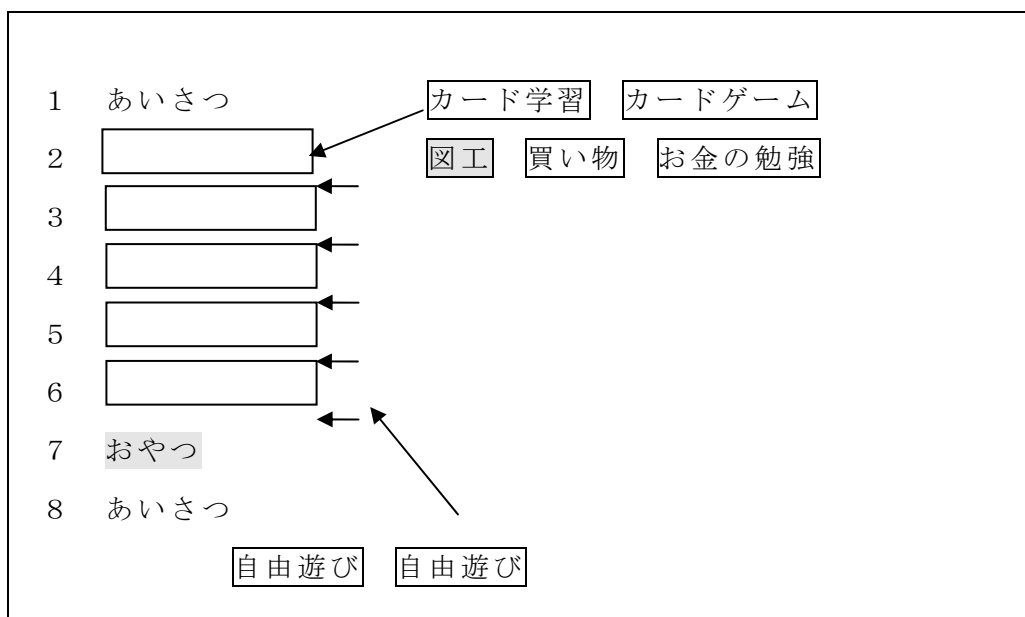 1 あいさつ カード学習 カードゲーム
2 図工 買い物 お金の勉強
3
4
5
6
7 おやつ
8 あいさつ
自由遊び 自由遊び